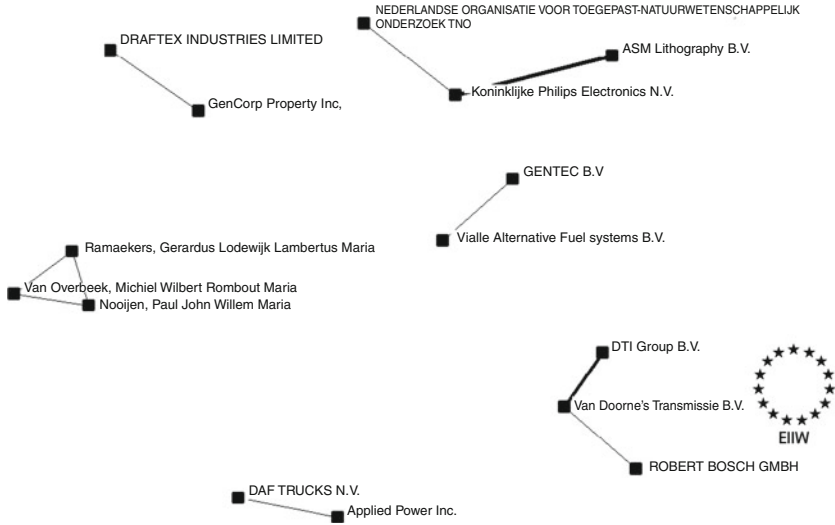 NEDERLANDSE ORGANISATIE VOOR TOEGEPAST-NATUURWETENSCHAPPELIJK
ONDERZOEK TNO
DRAFTEX INDUSTRIES LIMITED
ASM Lithography B.V.
Koninklijke Philips Electronics N.V.
GenCorp Property Inc,
GENTEC B.V
Vialle Alternative Fuel systems B.V.
Ramaekers, Gerardus Lodewijk Lambertus Maria
Van Overbeek, Michiel Wilbert Rombout Maria
Nooijen, Paul John Willem Maria
DTI Group B.V.
Van Doorne's Transmissie B.V.
EIIW
ROBERT BOSCH GMBH
DAF TRUCKS N.V.
Applied Power Inc.